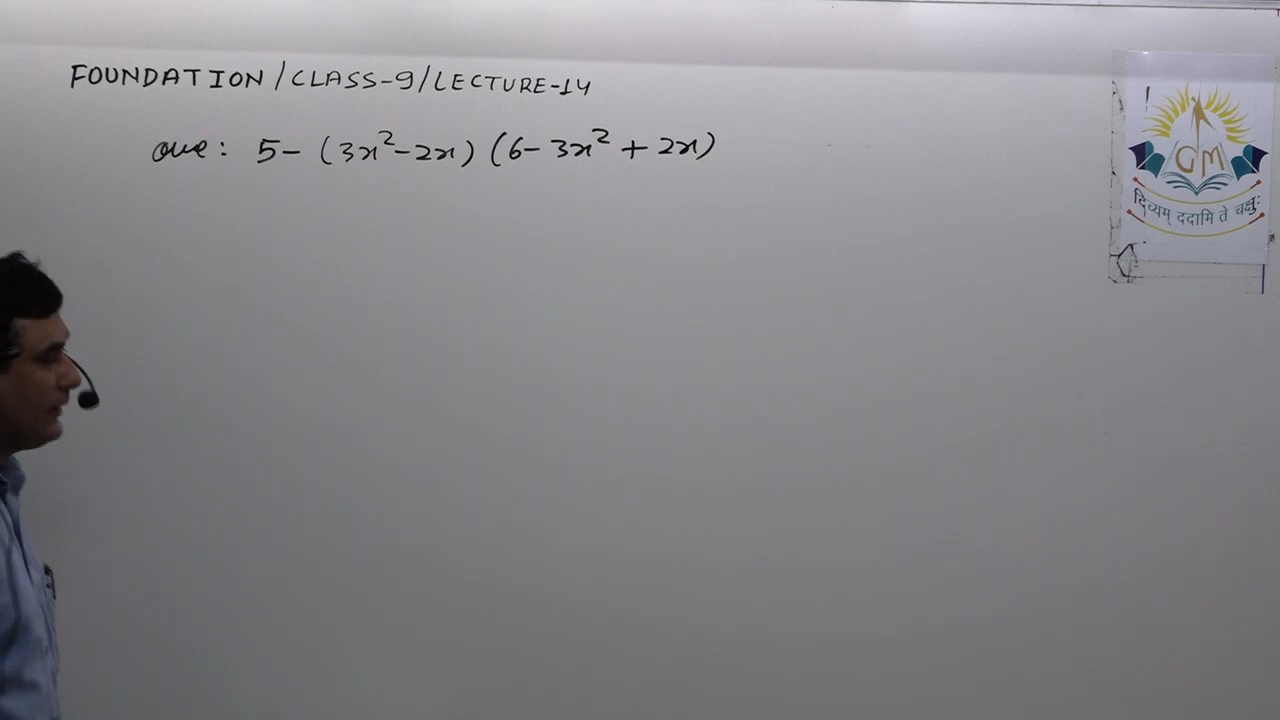 FOUNDATION/CLASS-9/LECTURE-14
que: 5-(3x²-2x)(6-3x²+2x)
GM
दिव्यम् ददामि ते चक्षुः